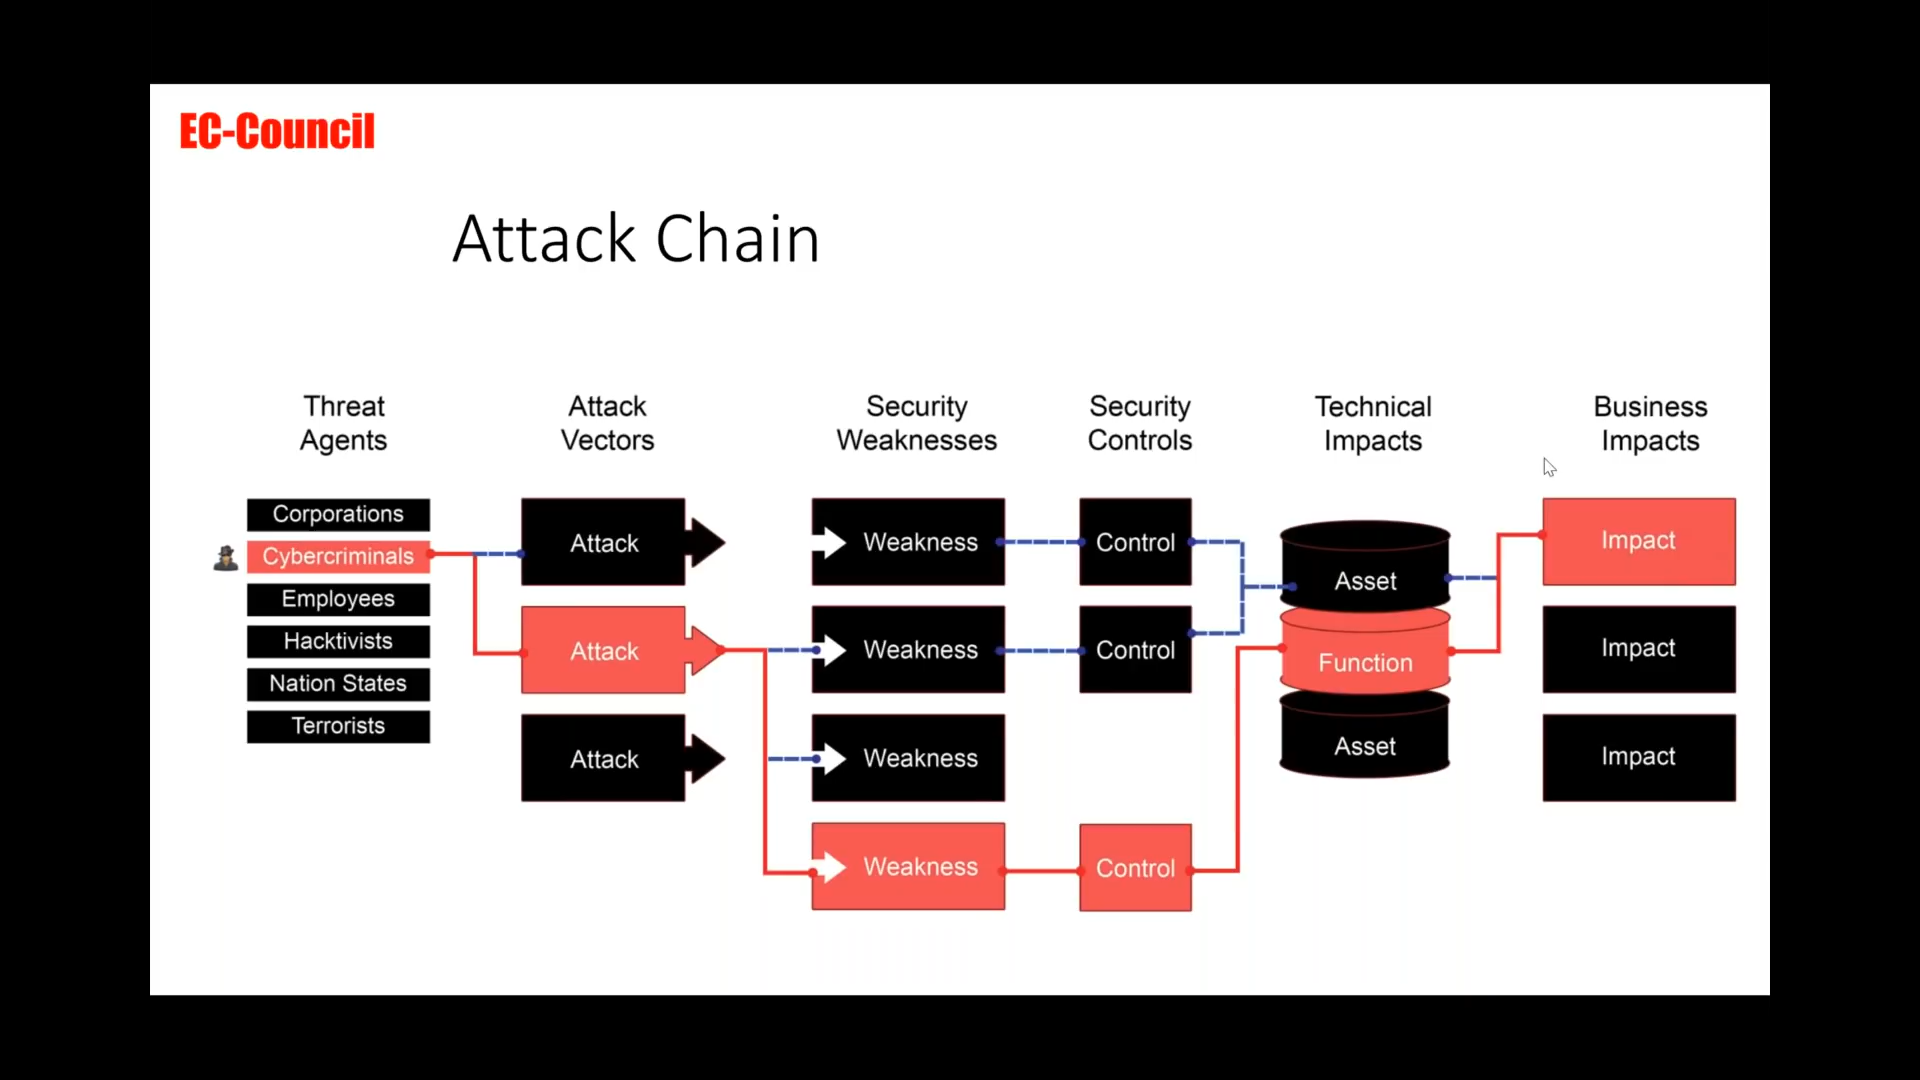 EC-Council
Attack Chain
Threat
Agents
Attack
Vectors
Security
Weaknesses
Security
Controls
Technical
Impacts
Business
Impacts
Corporations
Cybercriminals
Employees
Hacktivists
Nation States
Terrorists
Attack
Attack
Attack
Weakness
Weakness
Weakness
Weakness
Control
Control
Control
Asset
Function
Asset
Impact
Impact
Impact